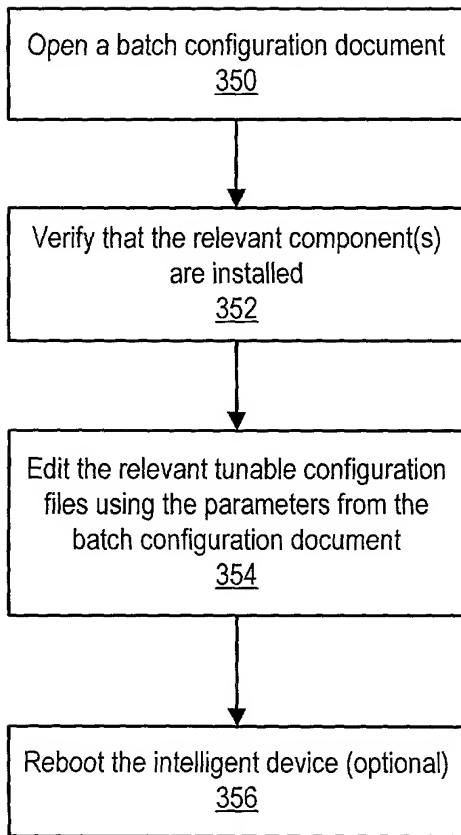 Open a batch configuration document
350
Verify that the relevant component(s)
are installed
352
Edit the relevant tunable configuration
files using the parameters from the
batch configuration document
354
Reboot the intelligent device (optional)
356